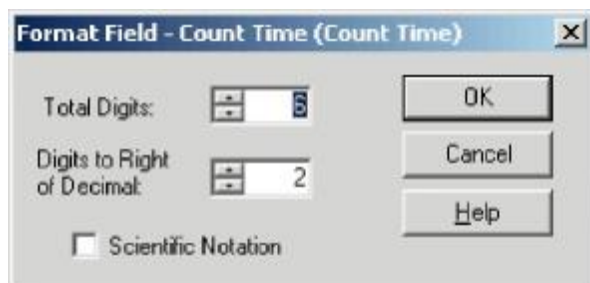 Format Field - Count Time (Count Time)
Total Digits: 6
OK
Digits to Right
of Decimal: 2
Cancel
Help
Scientific Notation